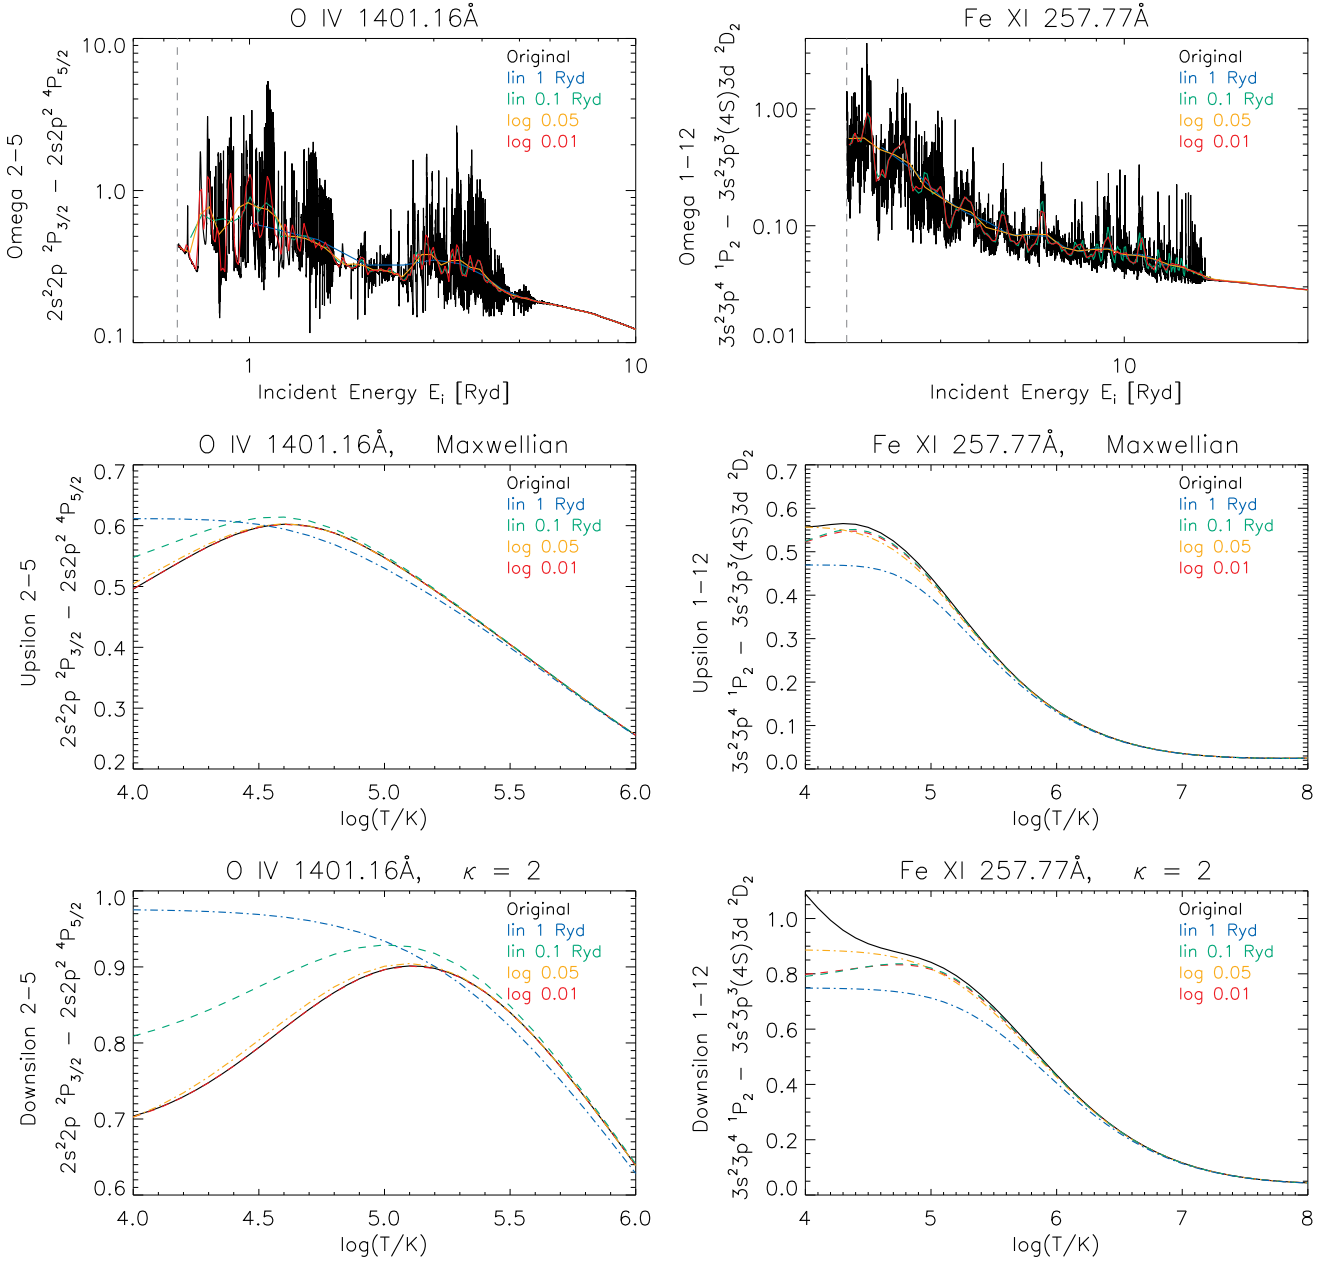 O IV 1401.16Å
Omega 2−5
2s²2p ²P3/2 − 2s2p² ⁴P5/2
10.0
1.0
0.1
Original
lin 1 Ryd
lin 0.1 Ryd
log 0.05
log 0.01
1
10
Incident Energy Ei [Ryd]
Fe XI 257.77Å
Omega 1−12
3s²3p⁴ ¹P2 − 3s²3p³(4S)3d ²D2
1.00
0.10
0.01
Original
lin 1 Ryd
lin 0.1 Ryd
log 0.05
log 0.01
10
Incident Energy Ei [Ryd]
O IV 1401.16Å, Maxwellian
Upsilon 2−5
2s²2p ²P3/2 − 2s2p² ⁴P5/2
0.7
0.6
0.5
0.4
0.3
0.2
Original
lin 1 Ryd
lin 0.1 Ryd
log 0.05
log 0.01
4.0 4.5 5.0 5.5 6.0
log(T/K)
Fe XI 257.77Å, Maxwellian
Upsilon 1−12
3s²3p⁴ ¹P2 − 3s²3p³(4S)3d ²D2
0.7
0.6
0.5
0.4
0.3
0.2
0.1
0.0
Original
lin 1 Ryd
lin 0.1 Ryd
log 0.05
log 0.01
4 5 6 7 8
log(T/K)
O IV 1401.16Å, κ = 2
Downsilon 2−5
2s²2p ²P3/2 − 2s2p² ⁴P5/2
1.0
0.9
0.8
0.7
0.6
Original
lin 1 Ryd
lin 0.1 Ryd
log 0.05
log 0.01
4.0 4.5 5.0 5.5 6.0
log(T/K)
Fe XI 257.77Å, κ = 2
Downsilon 1−12
3s²3p⁴ ¹P2 − 3s²3p³(4S)3d ²D2
1.0
0.8
0.6
0.4
0.2
0.0
Original
lin 1 Ryd
lin 0.1 Ryd
log 0.05
log 0.01
4 5 6 7 8
log(T/K)